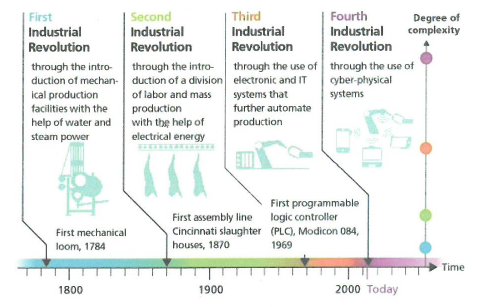 First
Industrial
Revolution
through the intro-
duction of mechan-
ical production
facilities with the
help of water and
steam power
First mechanical
loom, 1784
Second
Industrial
Revolution
through the intro-
duction of a division
of labor and mass
production
with the help of
electrical energy
First assembly line
Cincinnati slaughter
houses, 1870
Third
Industrial
Revolution
through the use of
electronic and IT
systems that
further automate
production
First programmable
logic controller
(PLC), Modicon 084,
1969
Fourth
Industrial
Revolution
through the use of
cyber-physical
systems
Degree of
complexity
Time
1800
1900
2000 Today